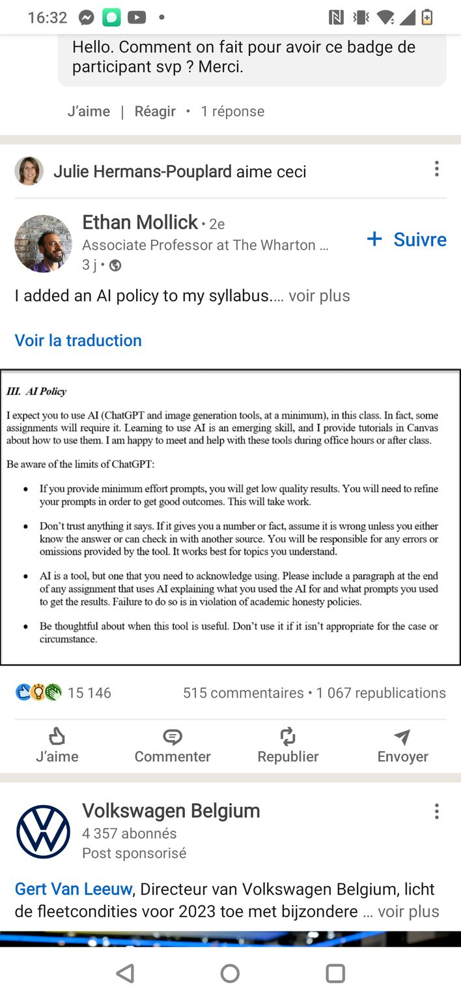 16:32
Hello. Comment on fait pour avoir ce badge de
participant svp ? Merci.
J'aime | Réagir • 1 réponse
Julie Hermans-Pouplard aime ceci
Ethan Mollick • 2e
Associate Professor at The Wharton ...
3 j •
+ Suivre
I added an AI policy to my syllabus.... voir plus
Voir la traduction
III. AI Policy
I expect you to use AI (ChatGPT and image generation tools, at a minimum), in this class. In fact, some
assignments will require it. Learning to use AI is an emerging skill, and I provide tutorials in Canvas
about how to use them. I am happy to meet and help with these tools during office hours or after class.
Be aware of the limits of ChatGPT:
• If you provide minimum effort prompts, you will get low quality results. You will need to refine
your prompts in order to get good outcomes. This will take work.
• Don't trust anything it says. If it gives you a number or fact, assume it is wrong unless you either
know the answer or can check in with another source. You will be responsible for any errors or
omissions provided by the tool. It works best for topics you understand.
• AI is a tool, but one that you need to acknowledge using. Please include a paragraph at the end
of any assignment that uses AI explaining what you used the AI for and what prompts you used
to get the results. Failure to do so is in violation of academic honesty policies.
• Be thoughtful about when this tool is useful. Don't use it if it isn't appropriate for the case or
circumstance.
15 146
515 commentaires • 1 067 republications
J'aime
Commenter
Republier
Envoyer
Volkswagen Belgium
4 357 abonnés
Post sponsorisé
Gert Van Leeuw, Directeur van Volkswagen Belgium, licht
de fleetcondities voor 2023 toe met bijzondere ... voir plus